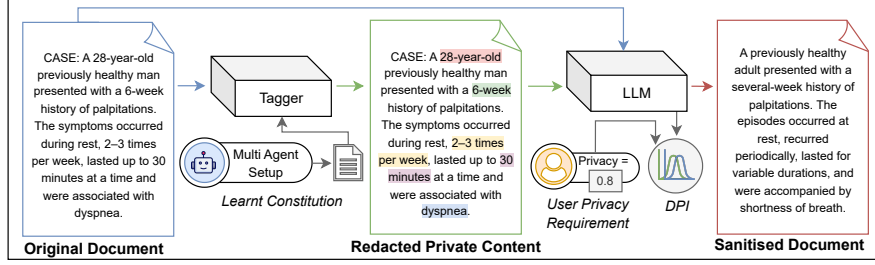 CASE: A 28-year-old
previously healthy man
presented with a 6-week
history of palpitations.
The symptoms occurred
during rest, 2–3 times
per week, lasted up to 30
minutes at a time and
were associated with
dyspnea.
Original Document
Tagger
Multi Agent
Setup
Learnt Constitution
CASE: A 28-year-old
previously healthy man
presented with a 6-week
history of palpitations.
The symptoms occurred
during rest, 2–3 times
per week, lasted up to 30
minutes at a time and
were associated with
dyspnea.
Redacted Private Content
LLM
Privacy =
0.8
User Privacy
Requirement
DPI
A previously healthy
adult presented with a
several-week history of
palpitations. The
episodes occurred at
rest, recurred
periodically, lasted for
variable durations, and
were accompanied by
shortness of breath.
Sanitised Document